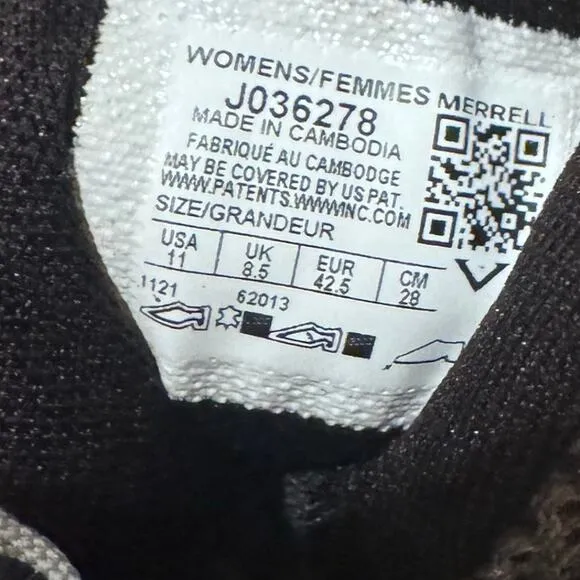 WOMENS/FEMMES MERRELL
J036278
MADE IN CAMBODIA
FABRIQUÉ AU CAMBODGE
MAY BE COVERED BY US PAT.
WWW.PATENTS.WWWINC.COM
SIZE/GRANDEUR
USA UK EUR CM
11 8.5 42.5 28
1121 62013